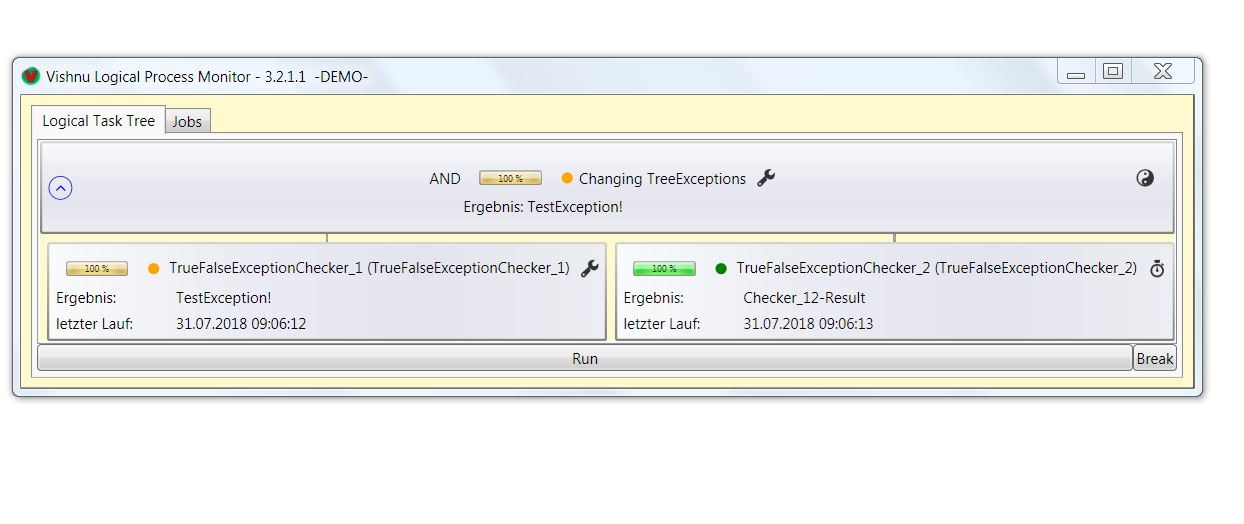 Vishnu Logical Process Monitor - 3.2.1.1 -DEMO-
Logical Task Tree Jobs
AND 100 % Changing TreeExceptions
Ergebnis: TestException!
100 % TrueFalseExceptionChecker_1 (TrueFalseExceptionChecker_1)
Ergebnis: TestException!
letzter Lauf: 31.07.2018 09:06:12
100 % TrueFalseExceptionChecker_2 (TrueFalseExceptionChecker_2)
Ergebnis: Checker_12-Result
letzter Lauf: 31.07.2018 09:06:13
Run Break